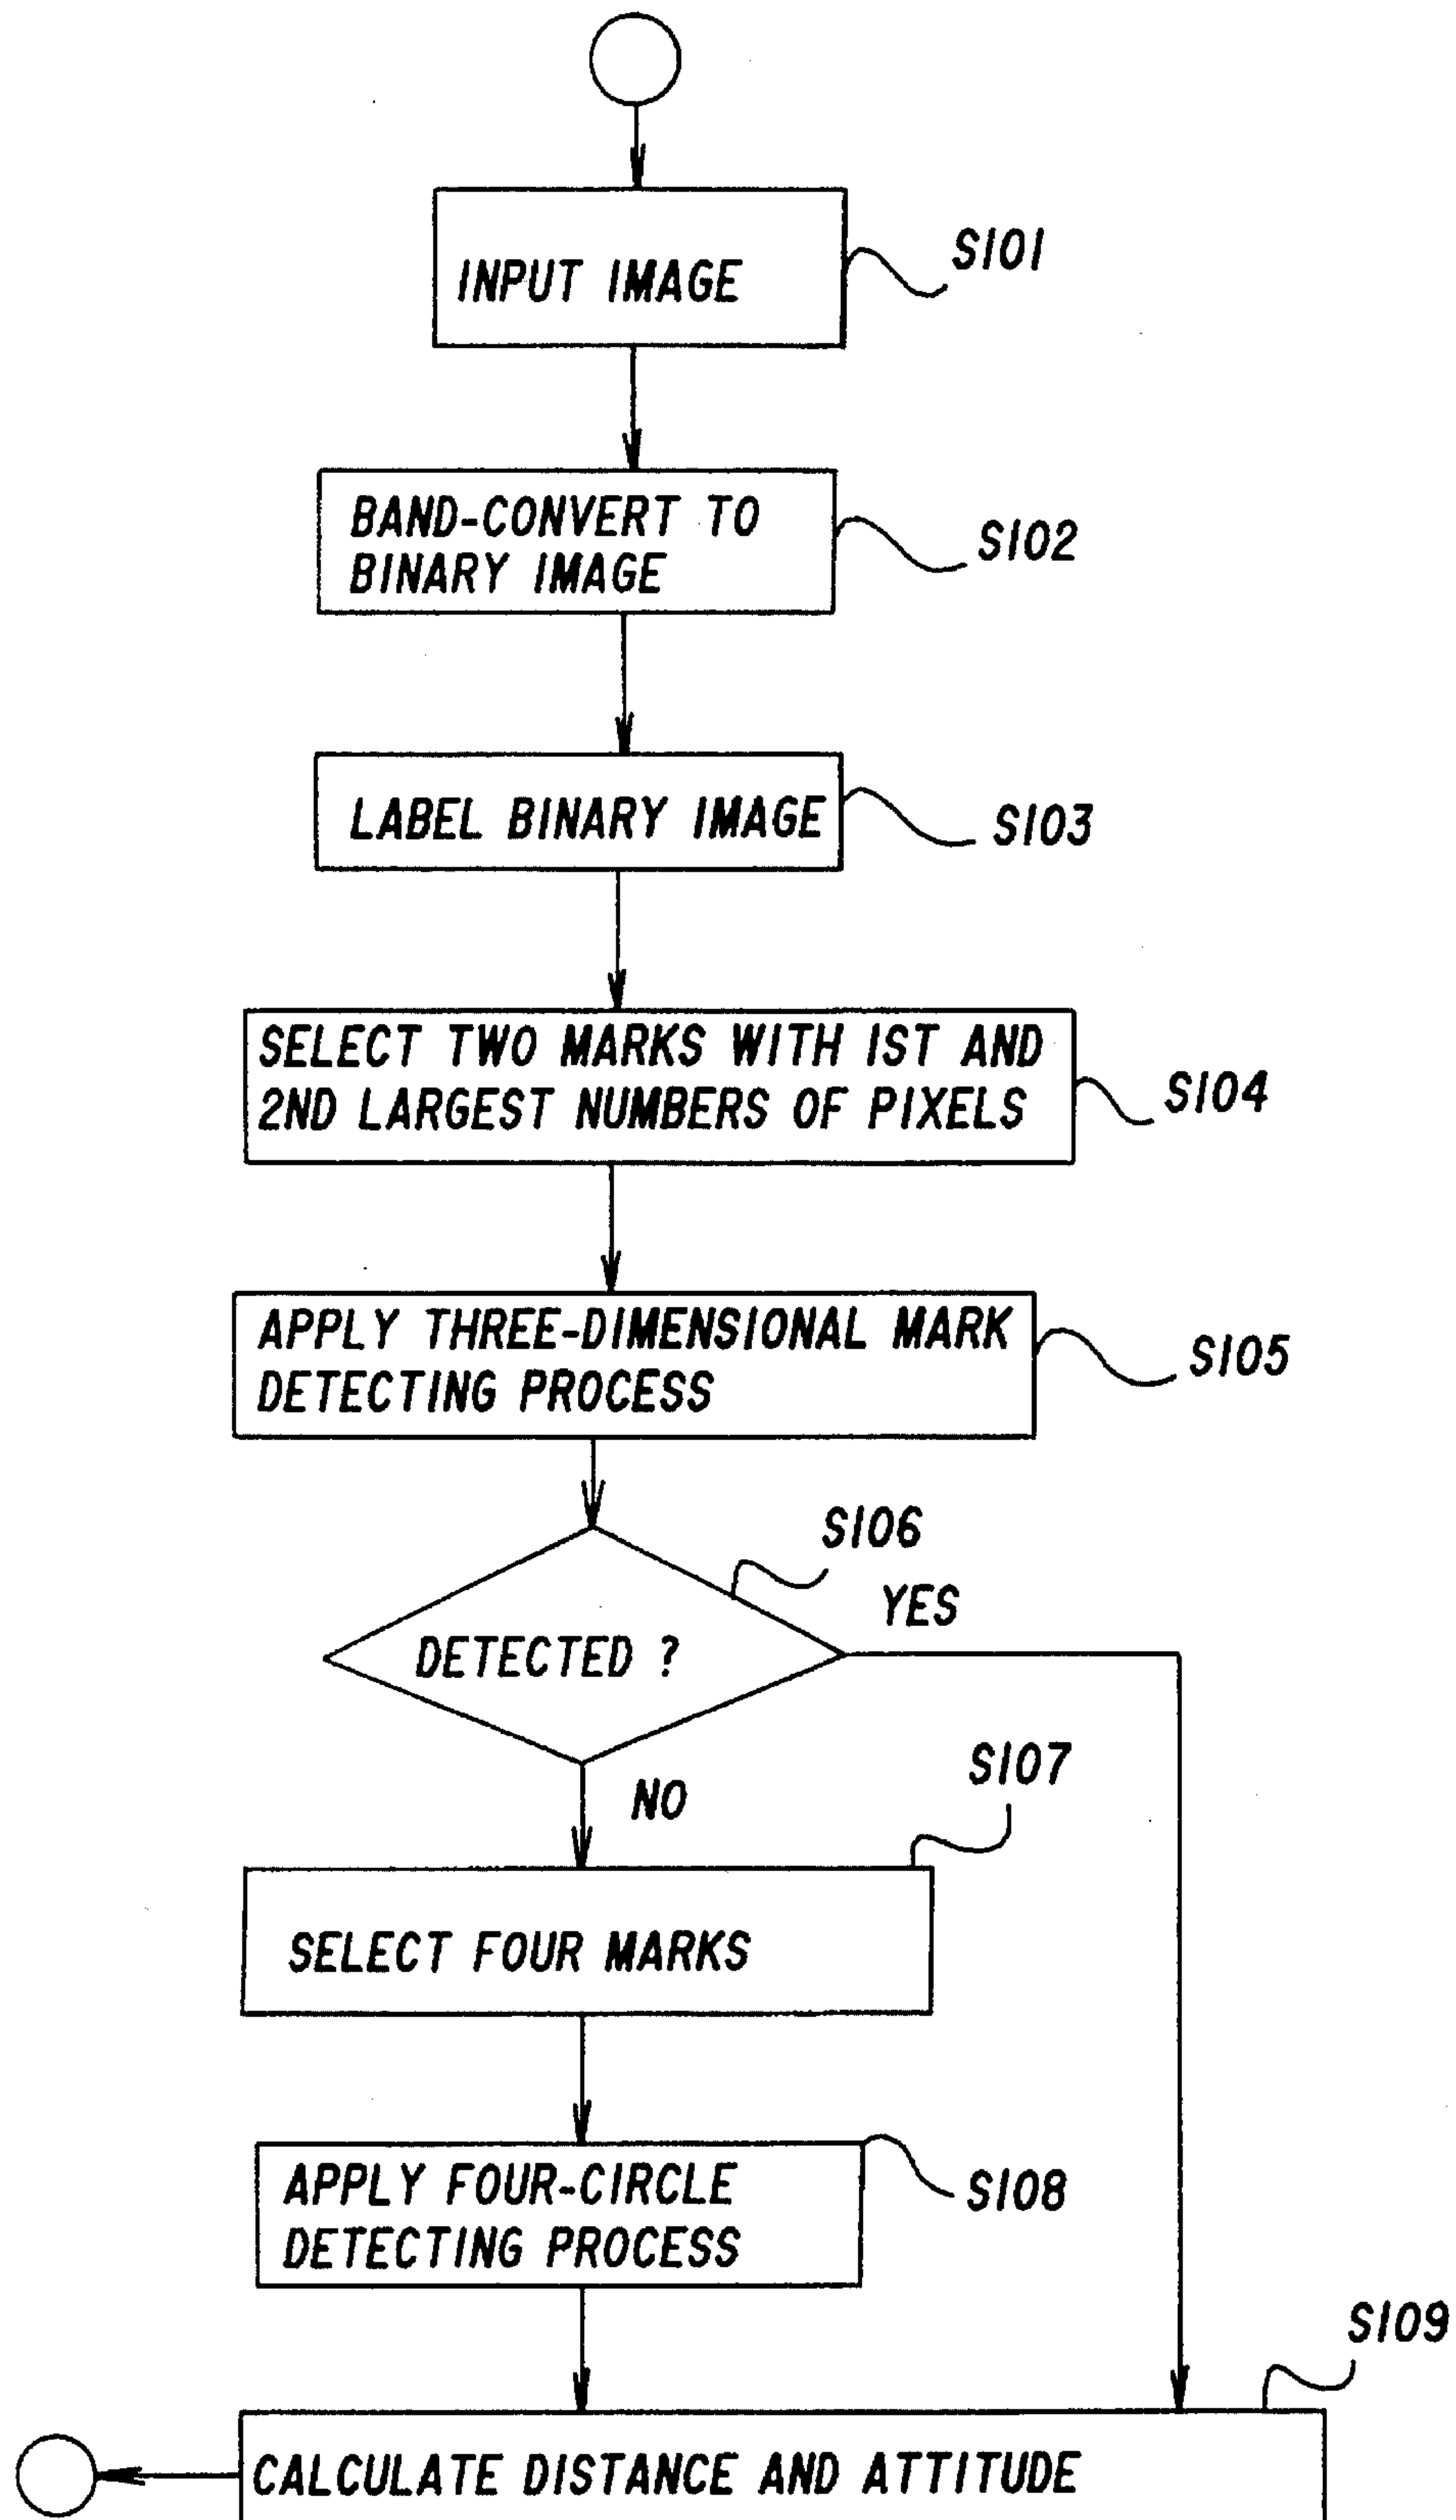 INPUT IMAGE
S101
BAND-CONVERT TO
BINARY IMAGE
S102
LABEL BINARY IMAGE
S103
SELECT TWO MARKS WITH 1ST AND
2ND LARGEST NUMBERS OF PIXELS
S104
APPLY THREE-DIMENSIONAL MARK
DETECTING PROCESS
S105
S106
YES
DETECTED ?
S107
NO
SELECT FOUR MARKS
APPLY FOUR-CIRCLE
DETECTING PROCESS
S108
S109
CALCULATE DISTANCE AND ATTITUDE